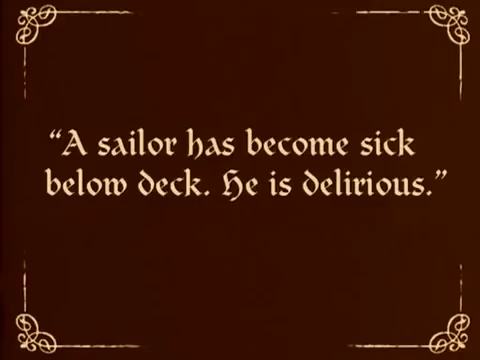 “A sailor has become sick
below deck. He is delirious.”